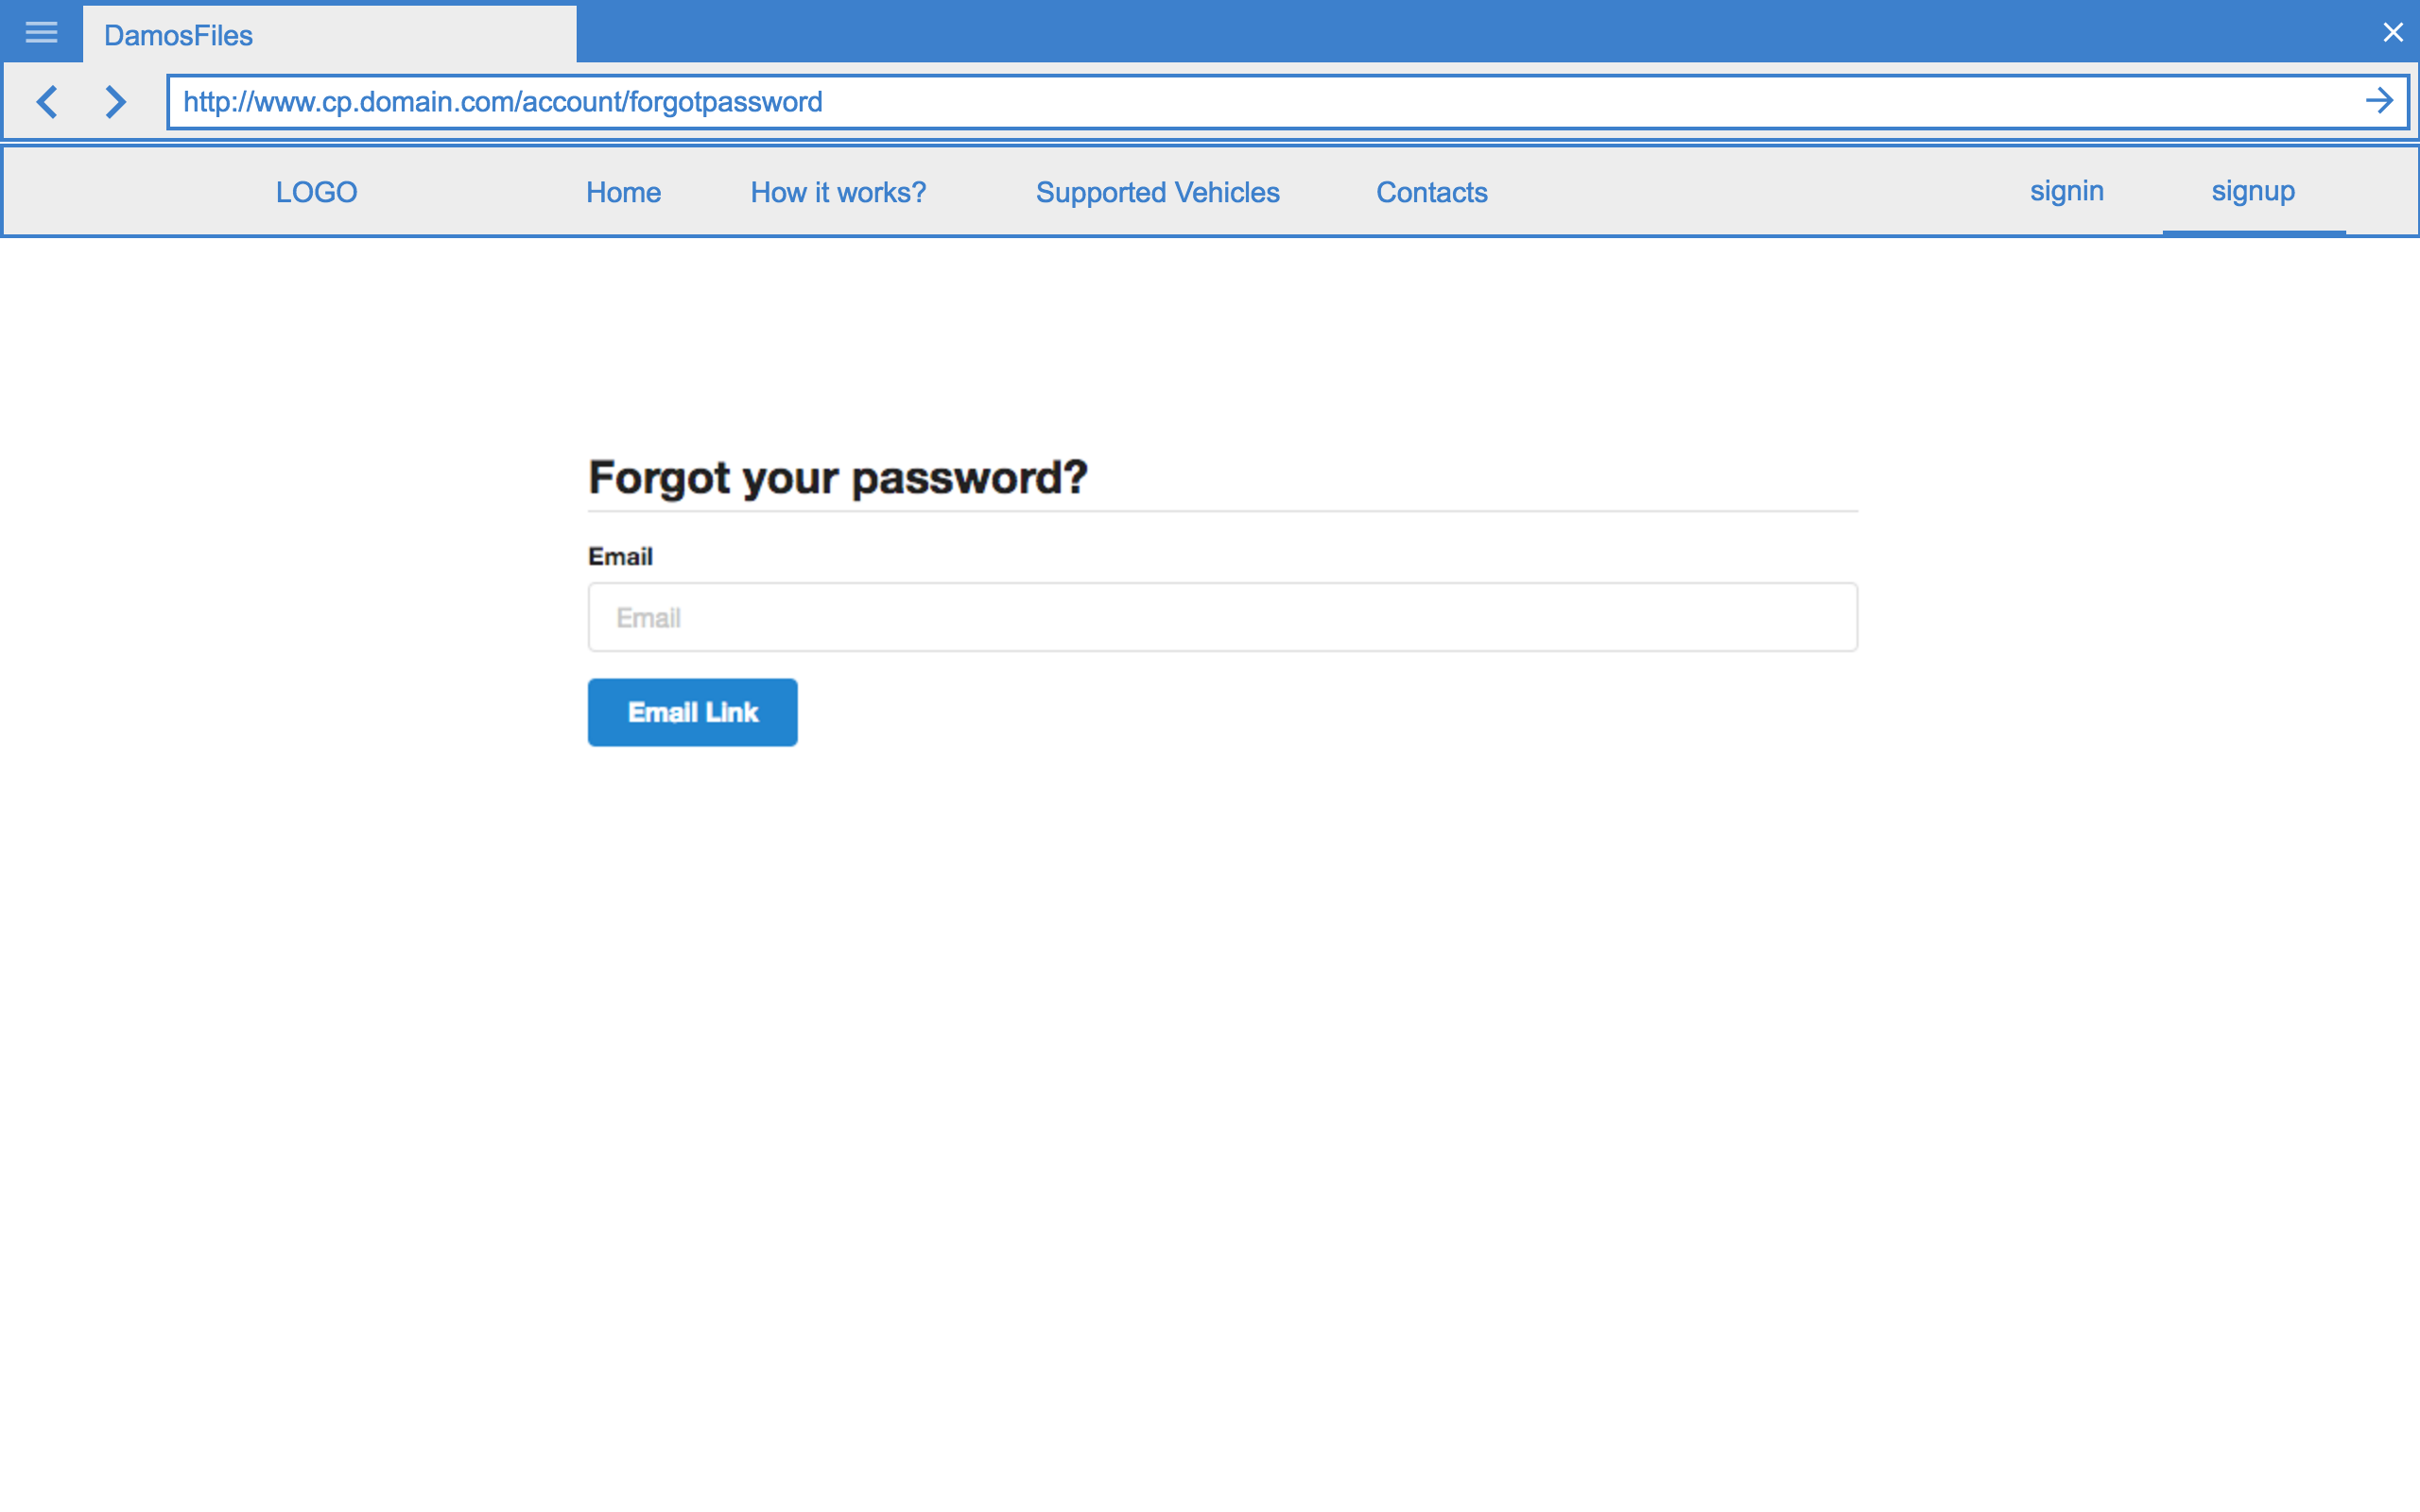 DamosFiles
http://www.cp.domain.com/account/forgotpassword
LOGO Home How it works? Supported Vehicles Contacts signin signup
Forgot your password?
Email
Email
Email Link